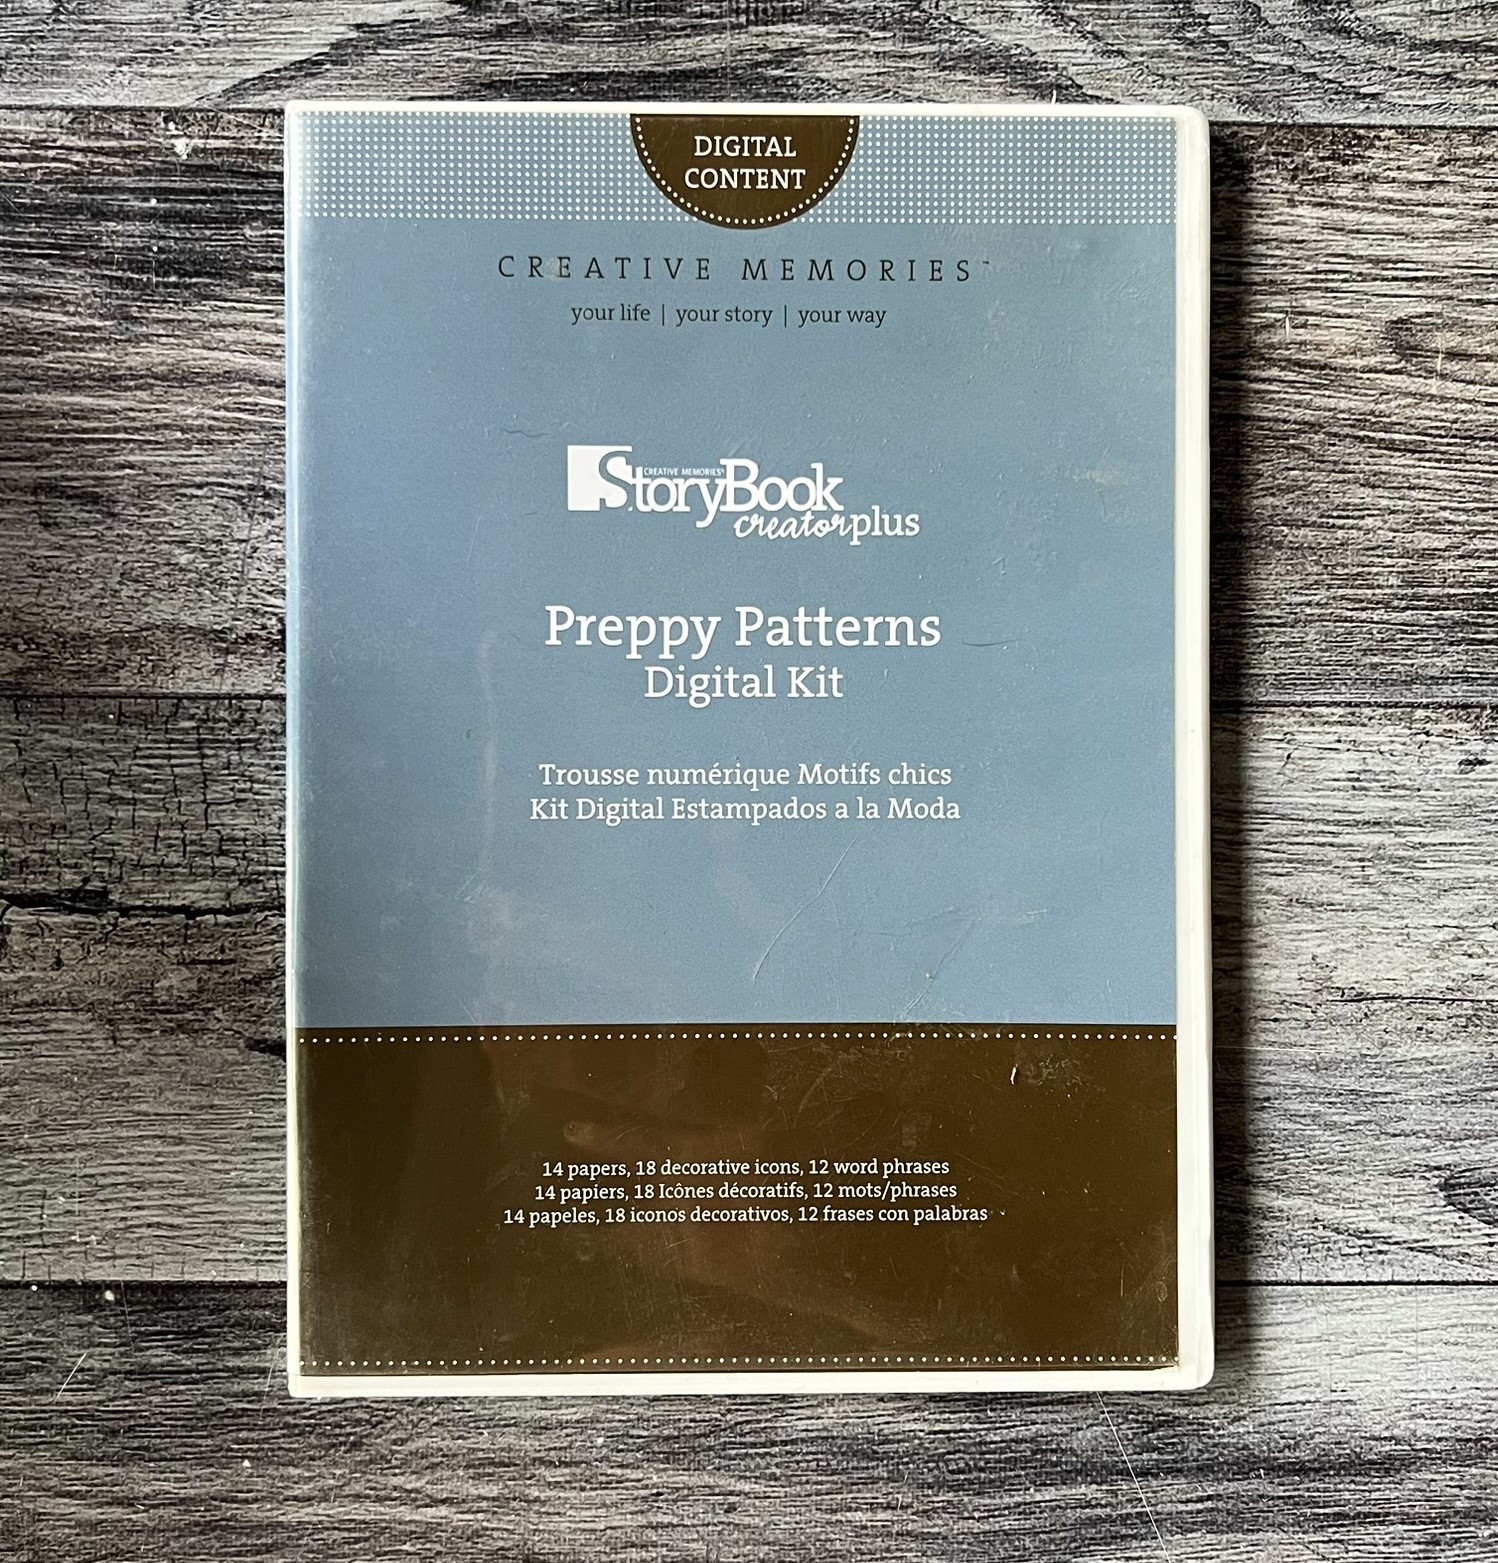 DIGITAL
CONTENT
CREATIVE MEMORIES™
your life | your story | your way
CREATIVE MEMORIES®
StoryBook
creatorplus
Preppy Patterns
Digital Kit
Trousse numérique Motifs chics
Kit Digital Estampados a la Moda
14 papers, 18 decorative icons, 12 word phrases
14 papiers, 18 Icônes décoratifs, 12 mots/phrases
14 papeles, 18 iconos decorativos, 12 frases con palabras